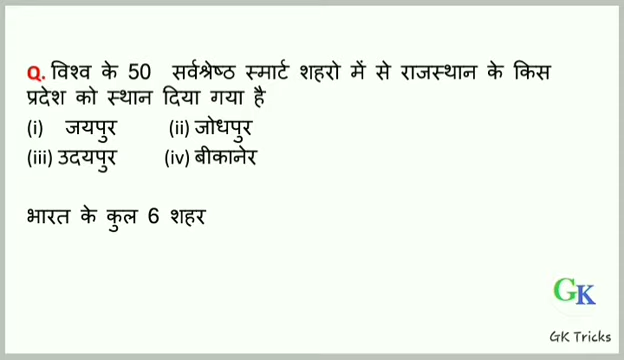 Q. विश्व के 50 सर्वश्रेष्ठ स्मार्ट शहरो में से राजस्थान के किस
प्रदेश को स्थान दिया गया है
(i) जयपुर (ii) जोधपुर
(iii) उदयपुर (iv) बीकानेर
भारत के कुल 6 शहर
GK
GK Tricks